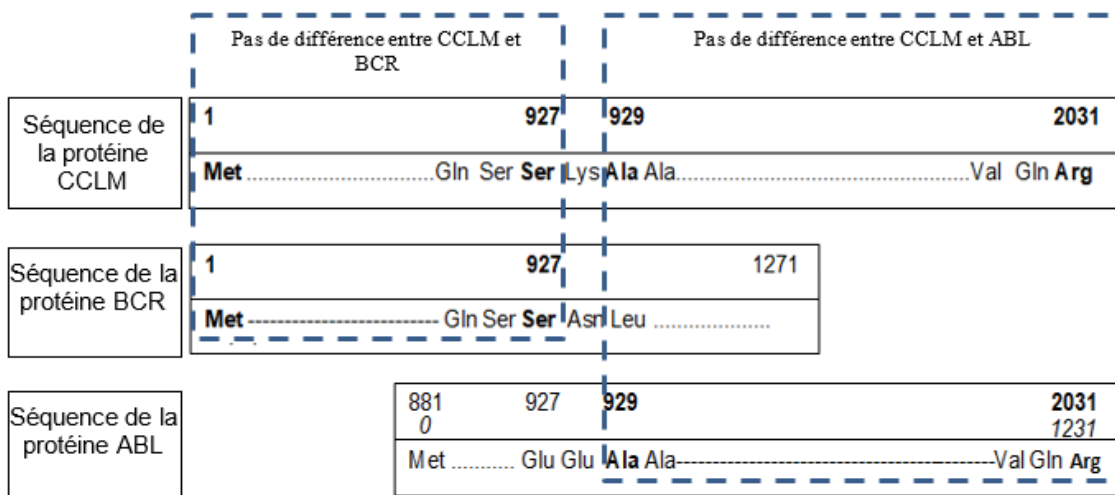 Pas de différence entre CCLM et
BCR
Pas de différence entre CCLM et ABL
Séquence de
la protéine
CCLM
1 927 929 2031
Met ................................Gln Ser Ser Lys Ala Ala....................................................Val Gln Arg
Séquence de la
protéine BCR
1 927 1271
Met --------------------------- Gln Ser Ser Asn Leu .....................
Séquence de la
protéine ABL
881 927 929 2031
0 1231
Met ........... Glu Glu Ala Ala---------------------------------------------Val Gln Arg